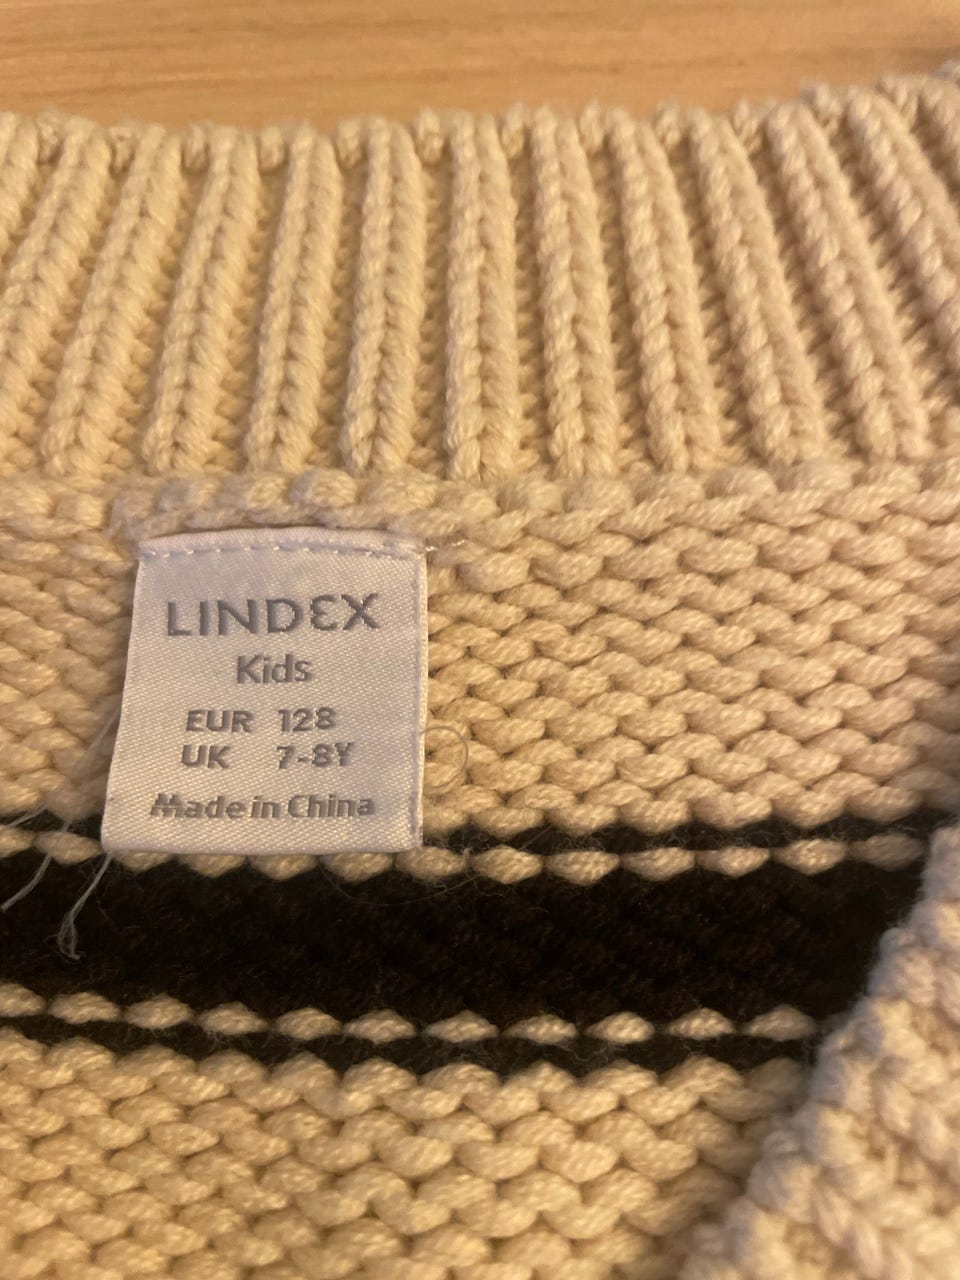 LINDEX
Kids
EUR 128
UK 7-8Y
Made in China